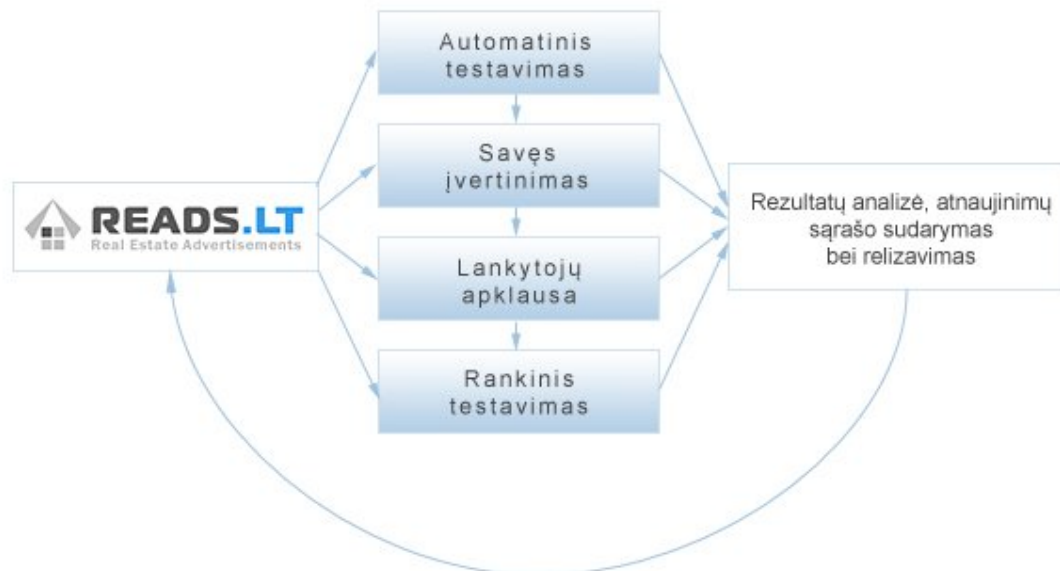 Automatinis
testavimas
Savęs
įvertinimas
READS.LT
Real Estate Advertisements
Rezultatų analizė, atnaujinimų
sąrašo sudarymas
bei relizavimas
Lankytojų
apklausa
Rankinis
testavimas